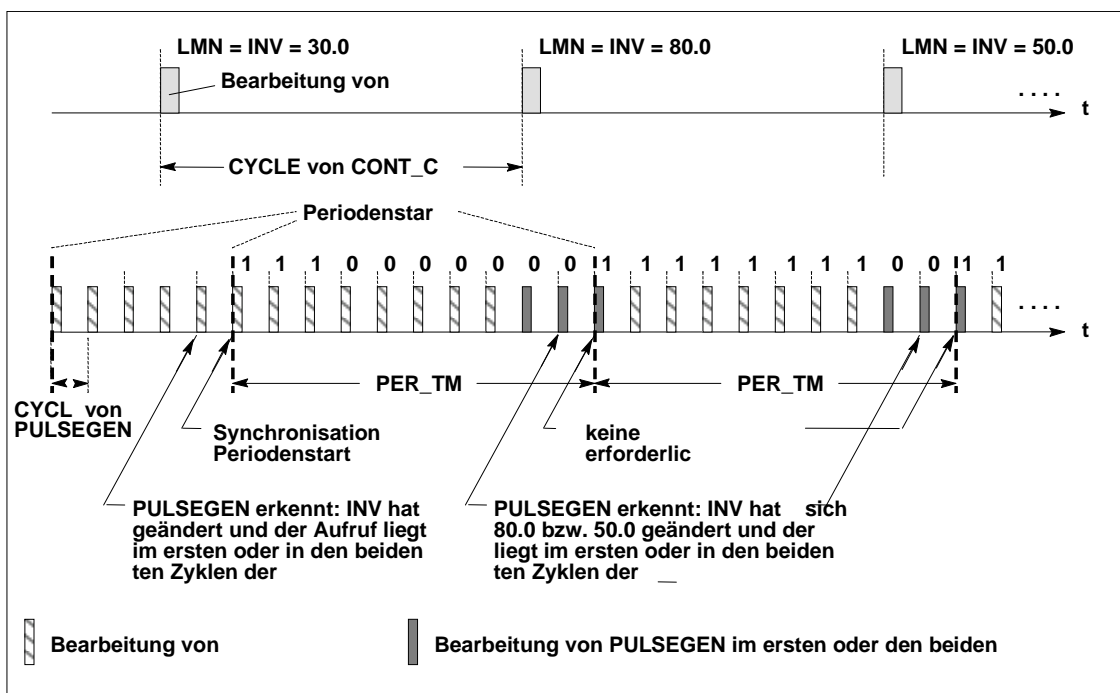 LMN = INV = 30.0
LMN = INV = 80.0
LMN = INV = 50.0
Bearbeitung von
. . . .
t
CYCLE von CONT_C
Periodenstar
1 1 1 0 0 0 0 0 0 0 1 1 1 1 1 1 1 1 0 0 1 1
. . . .
t
PER_TM
PER_TM
CYCL_von
PULSEGEN
Synchronisation
Periodenstart
keine
erforderlic
PULSEGEN erkennt: INV hat
geändert und der Aufruf liegt
im ersten oder in den beiden
ten Zyklen der
PULSEGEN erkennt: INV hat sich
80.0 bzw. 50.0 geändert und der
liegt im ersten oder in den beiden
ten Zyklen der _
Bearbeitung von
Bearbeitung von PULSEGEN im ersten oder den beiden